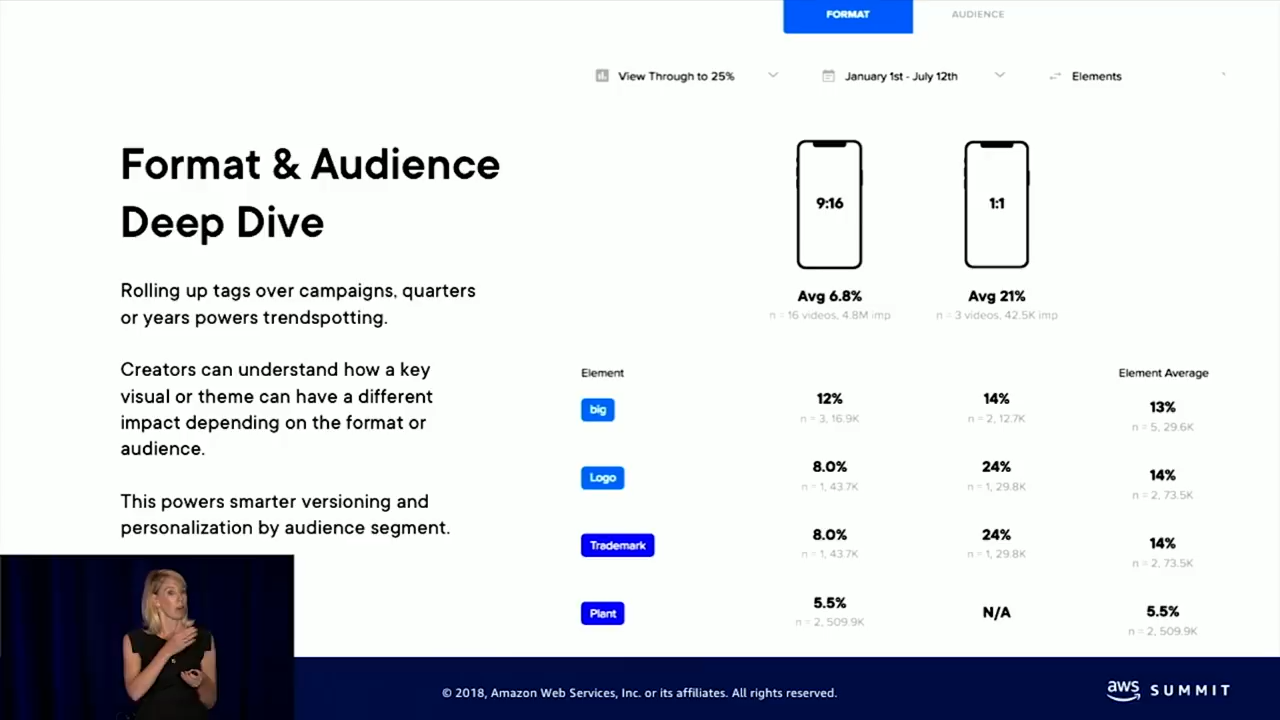 FORMAT AUDIENCE
View Through to 25% January 1st - July 12th Elements
Format & Audience
Deep Dive
Rolling up tags over campaigns, quarters
or years powers trendspotting.
Creators can understand how a key
visual or theme can have a different
impact depending on the format or
audience.
This powers smarter versioning and
personalization by audience segment.
9:16 1:1
Avg 6.8% Avg 21%
n = 16 videos, 4.8M imp n = 3 videos, 42.5K imp
Element Element Average
big 12% 14% 13%
n = 3, 16.9K n = 2, 12.7K n = 5, 29.6K
Logo 8.0% 24% 14%
n = 1, 43.7K n = 1, 29.8K n = 2, 73.5K
Trademark 8.0% 24% 14%
n = 1, 43.7K n = 1, 29.8K n = 2, 73.5K
Plant 5.5% N/A 5.5%
n = 2, 509.9K n = 2, 509.9K
© 2018, Amazon Web Services, Inc. or its affiliates. All rights reserved.
aws SUMMIT